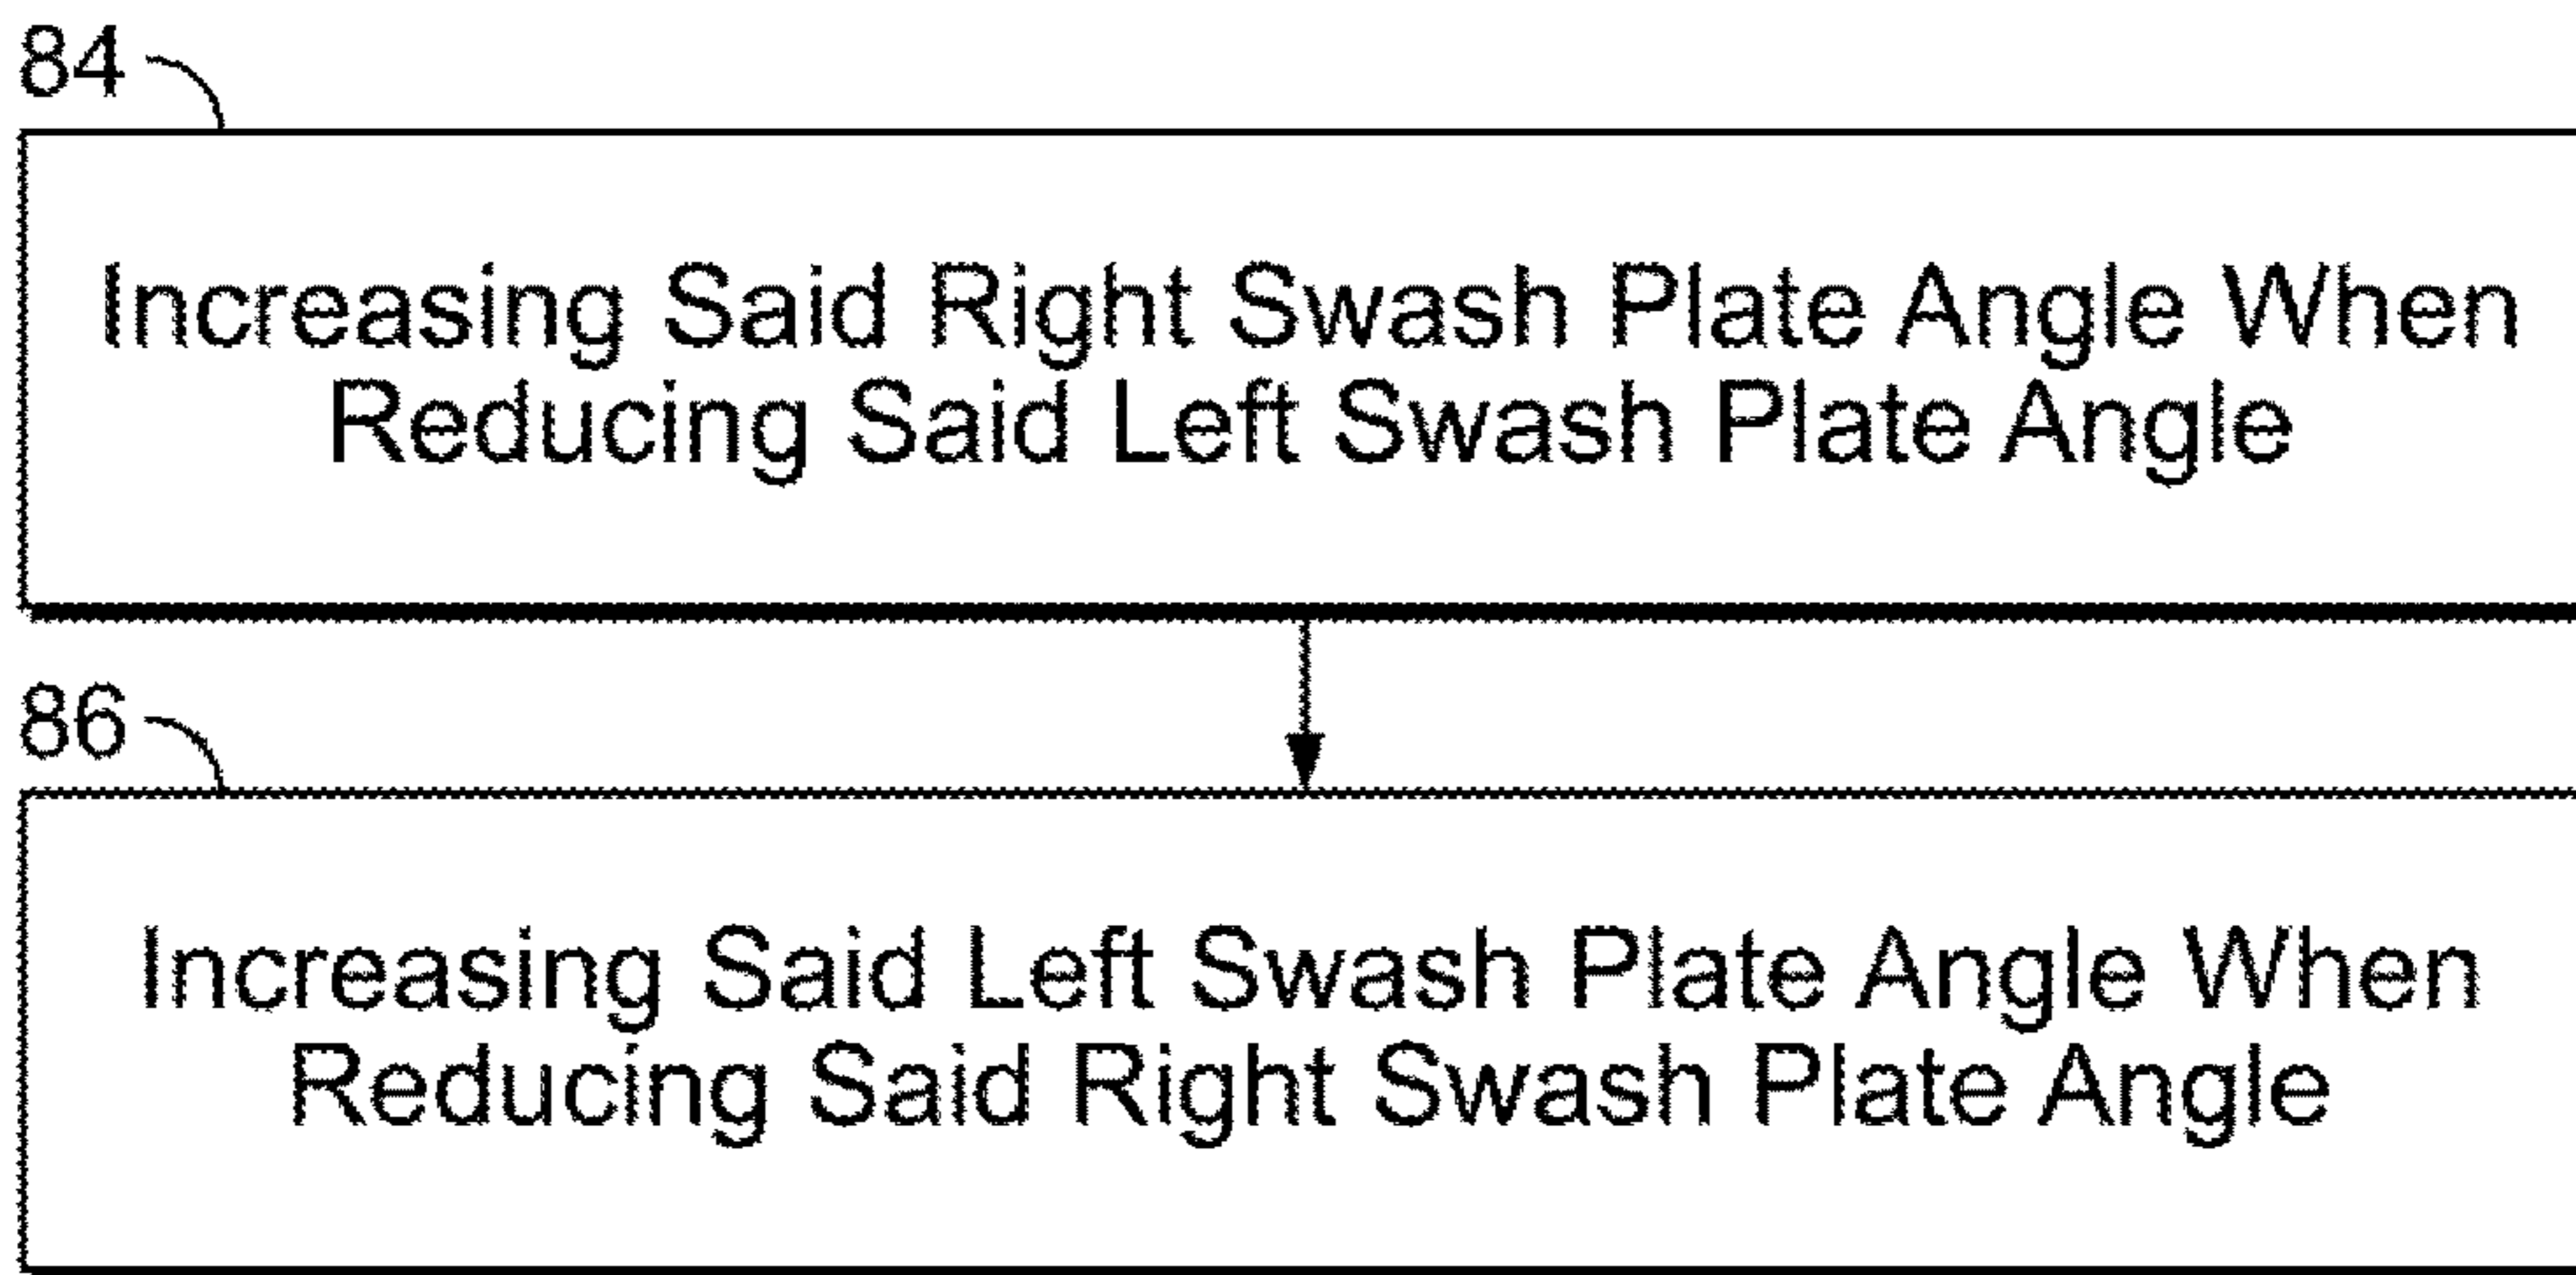 84
Increasing Said Right Swash Plate Angle When
Reducing Said Left Swash Plate Angle
86
Increasing Said Left Swash Plate Angle When
Reducing Said Right Swash Plate Angle